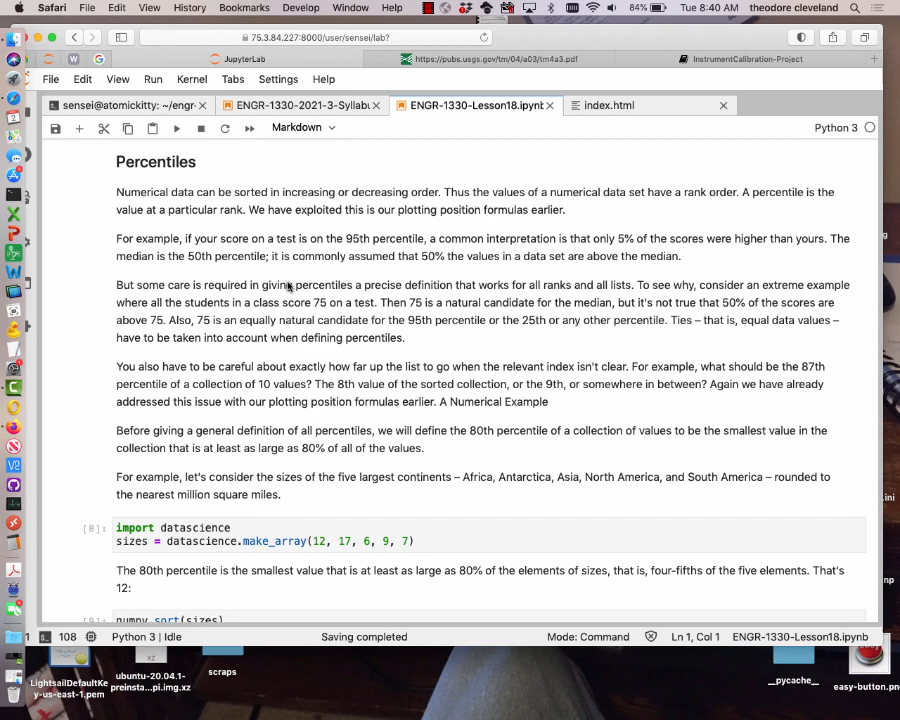 Safari File Edit View History Bookmarks Develop Window Help 84% Tue 8:40 AM theodore cleveland
75.3.84.227:8000/user/sensei/lab?
JupyterLab https://pubs.usgs.gov/tm/04/a03/tm4a3.pdf InstrumentCalibration-Project
File Edit View Run Kernel Tabs Settings Help
sensei@atomickitty: ~/engr- ENGR-1330-2021-3-Syllabu ENGR-1330-Lesson18.ipynb index.html
Markdown Python 3
Percentiles
Numerical data can be sorted in increasing or decreasing order. Thus the values of a numerical data set have a rank order. A percentile is the
value at a particular rank. We have exploited this is our plotting position formulas earlier.
For example, if your score on a test is on the 95th percentile, a common interpretation is that only 5% of the scores were higher than yours. The
median is the 50th percentile; it is commonly assumed that 50% the values in a data set are above the median.
But some care is required in giving percentiles a precise definition that works for all ranks and all lists. To see why, consider an extreme example
where all the students in a class score 75 on a test. Then 75 is a natural candidate for the median, but it's not true that 50% of the scores are
above 75. Also, 75 is an equally natural candidate for the 95th percentile or the 25th or any other percentile. Ties – that is, equal data values –
have to be taken into account when defining percentiles.
You also have to be careful about exactly how far up the list to go when the relevant index isn't clear. For example, what should be the 87th
percentile of a collection of 10 values? The 8th value of the sorted collection, or the 9th, or somewhere in between? Again we have already
addressed this issue with our plotting position formulas earlier. A Numerical Example
Before giving a general definition of all percentiles, we will define the 80th percentile of a collection of values to be the smallest value in the
collection that is at least as large as 80% of all of the values.
For example, let's consider the sizes of the five largest continents – Africa, Antarctica, Asia, North America, and South America – rounded to
the nearest million square miles.
[8]: import datascience
sizes = datascience.make_array(12, 17, 6, 9, 7)
The 80th percentile is the smallest value that is at least as large as 80% of the elements of sizes, that is, four-fifths of the five elements. That's
12:
[9]: numpy.sort(sizes)
1 108 Python 3 | Idle Saving completed Mode: Command Ln 1, Col 1 ENGR-1330-Lesson18.ipynb
LightsailDefaultKe
y-us-east-1.pem
ubuntu-20.04.1-
preinsta...pi.img.xz
scraps
__pycache__
easy-button.pn